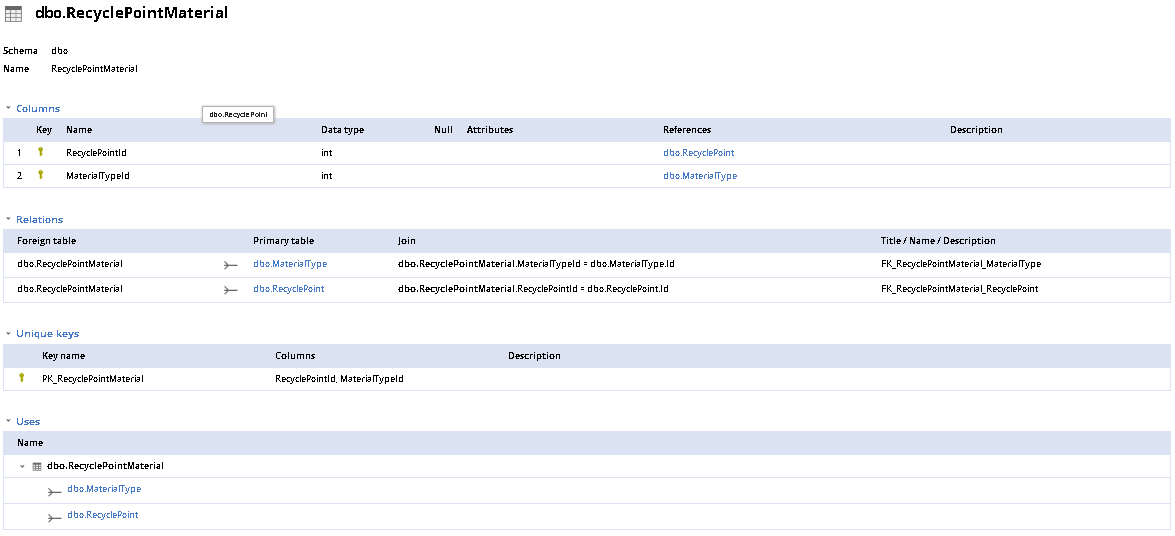 dbo.RecyclePointMaterial
Schema dbo
Name RecyclePointMaterial
Columns
dbo.RecyclePoint
Key Name Data type Null Attributes References Description
1 RecyclePointId int dbo.RecyclePoint
2 MaterialTypeId int dbo.MaterialType
Relations
Foreign table Primary table Join Title / Name / Description
dbo.RecyclePointMaterial dbo.MaterialType dbo.RecyclePointMaterial.MaterialTypeId = dbo.MaterialType.Id FK_RecyclePointMaterial_MaterialType
dbo.RecyclePointMaterial dbo.RecyclePoint dbo.RecyclePointMaterial.RecyclePointId = dbo.RecyclePoint.Id FK_RecyclePointMaterial_RecyclePoint
Unique keys
Key name Columns Description
PK_RecyclePointMaterial RecyclePointId, MaterialTypeId
Uses
Name
dbo.RecyclePointMaterial
dbo.MaterialType
dbo.RecyclePoint